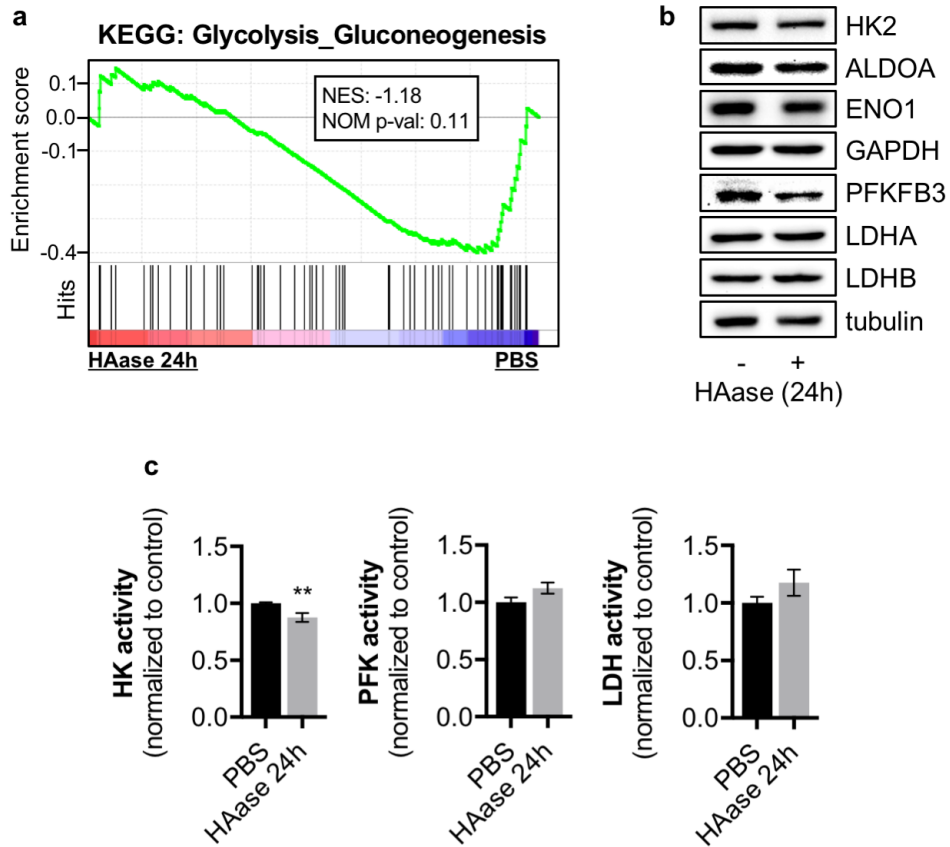 a
KEGG: Glycolysis_Gluconeogenesis
Enrichment score
0.1
0.0
-0.1
-0.4
NES: -1.18
NOM p-val: 0.11
Hits
HAase 24h
PBS
b
HK2
ALDOA
ENO1
GAPDH
PFKFB3
LDHA
LDHB
tubulin
- +
HAase (24h)
c
HK activity
(normalized to control)
1.5
1.0
0.5
0.0
**
PBS
HAase 24h
PFK activity
(normalized to control)
1.5
1.0
0.5
0.0
PBS
HAase 24h
LDH activity
(normalized to control)
1.5
1.0
0.5
0.0
PBS
HAase 24h